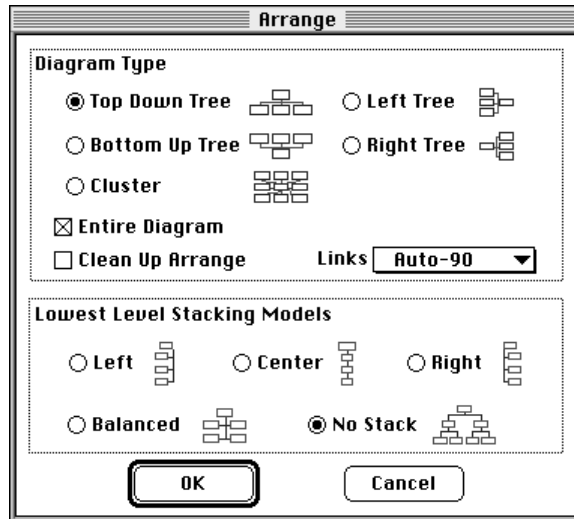 Arrange
Diagram Type
Top Down Tree Left Tree
Bottom Up Tree Right Tree
Cluster
Entire Diagram
Clean Up Arrange Links Auto-90
Lowest Level Stacking Models
Left Center Right
Balanced No Stack
OK Cancel